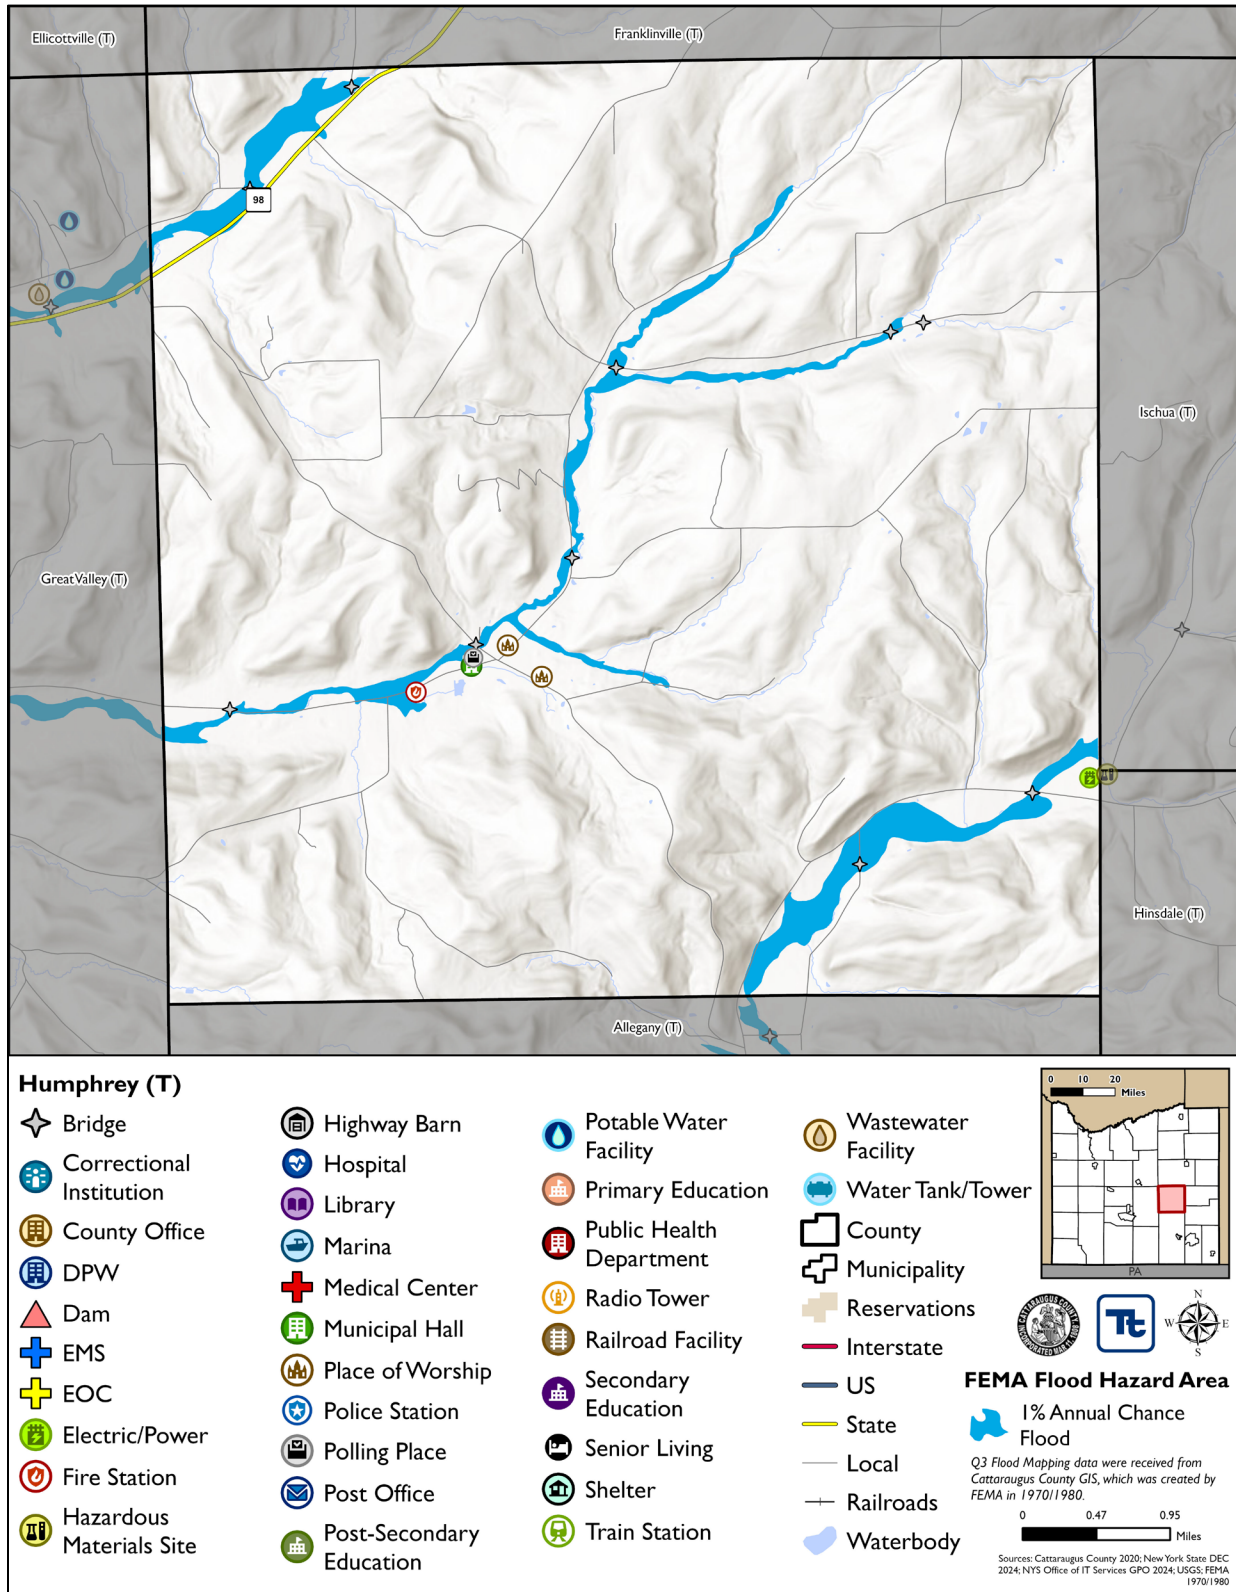 Ellicottville (T)
Franklinville (T)
98
Ischua (T)
Great Valley (T)
Hinsdale (T)
Allegany (T)
Humphrey (T)
Bridge
Correctional
Institution
County Office
DPW
Dam
EMS
EOC
Electric/Power
Fire Station
Hazardous
Materials Site
Highway Barn
Hospital
Library
Marina
Medical Center
Municipal Hall
Place of Worship
Police Station
Polling Place
Post Office
Post-Secondary
Education
Potable Water
Facility
Primary Education
Public Health
Department
Radio Tower
Railroad Facility
Secondary
Education
Senior Living
Shelter
Train Station
Wastewater
Facility
Water Tank/Tower
County
Municipality
Reservations
Interstate
US
State
Local
Railroads
Waterbody
0 10 20
Miles
PA
CATTARAUGUS COUNTY
INCORPORATED MAR. 11, 1808
Tt
N
W E
S
FEMA Flood Hazard Area
1% Annual Chance
Flood
Q3 Flood Mapping data were received from
Cattaraugus County GIS, which was created by
FEMA in 1970/1980.
0 0.47 0.95
Miles
Sources: Cattaraugus County 2020; New York State DEC
2024; NYS Office of IT Services GPO 2024; USGS; FEMA
1970/1980